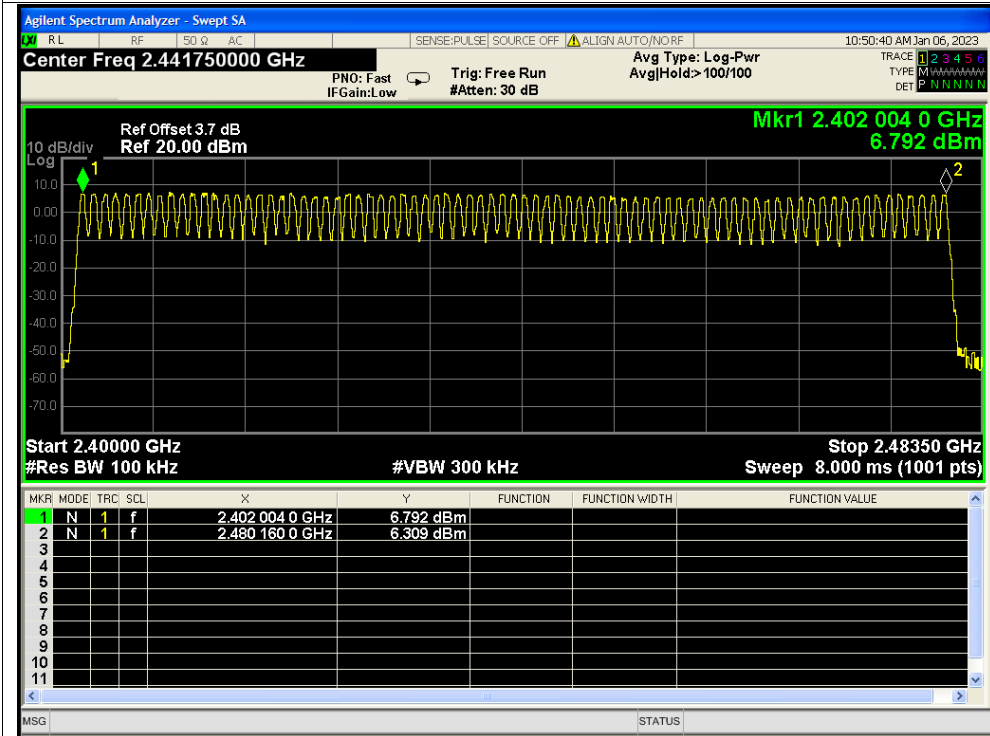 Agilent Spectrum Analyzer - Swept SA
LXI RL RF 50 Ω AC SENSE:PULSE SOURCE OFF ALIGN AUTO/NO RF 10:50:40 AM Jan 06, 2023
Center Freq 2.441750000 GHz
PNO: Fast
IFGain:Low
Trig: Free Run
#Atten: 30 dB
Avg Type: Log-Pwr
Avg|Hold:>100/100
TRACE 1 2 3 4 5 6
TYPE M W W W W W
DET P N N N N N
Mkr1 2.402 004 0 GHz
6.792 dBm
Ref Offset 3.7 dB
10 dB/div Ref 20.00 dBm
Log
1
2
10.0
0.00
-10.0
-20.0
-30.0
-40.0
-50.0
-60.0
-70.0
Start 2.40000 GHz Stop 2.48350 GHz
#Res BW 100 kHz #VBW 300 kHz Sweep 8.000 ms (1001 pts)
MKR MODE TRC SCL X Y FUNCTION FUNCTION WIDTH FUNCTION VALUE
1 N 1 f 2.402 004 0 GHz 6.792 dBm
2 N 1 f 2.480 160 0 GHz 6.309 dBm
3
4
5
6
7
8
9
10
11
MSG STATUS